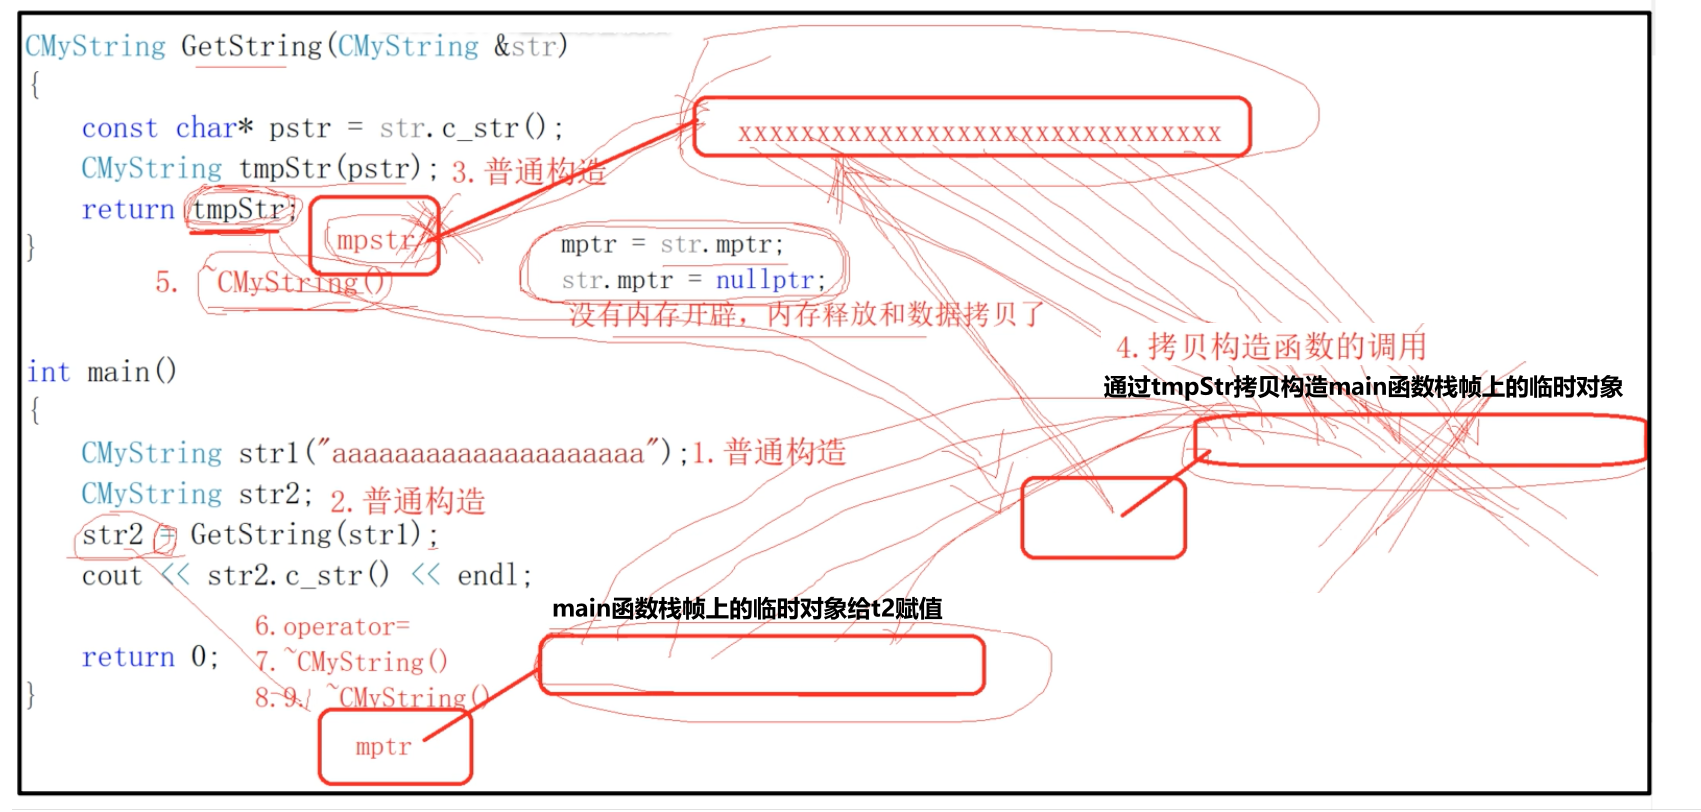 CMyString GetString(CMyString &str)
{
const char* pstr = str.c_str();
CMyString tmpStr(pstr); 3.普通构造
return tmpStr;
mpstr
}
mptr = str.mptr;
5. ~CMyString()
str.mptr = nullptr;
没有内存开辟，内存释放和数据拷贝了
xxxxxxxxxxxxxxxxxxxxxxxxxxxxxxx
4.拷贝构造函数的调用
通过tmpStr拷贝构造main函数栈帧上的临时对象
int main()
{
CMyString str1("aaaaaaaaaaaaaaaaaaaa");1.普通构造
CMyString str2; 2.普通构造
str2 = GetString(str1);
cout << str2.c_str() << endl;
main函数栈帧上的临时对象给t2赋值
6.operator=
return 0; 7.~CMyString()
} 8.9. ~CMyString()
mptr